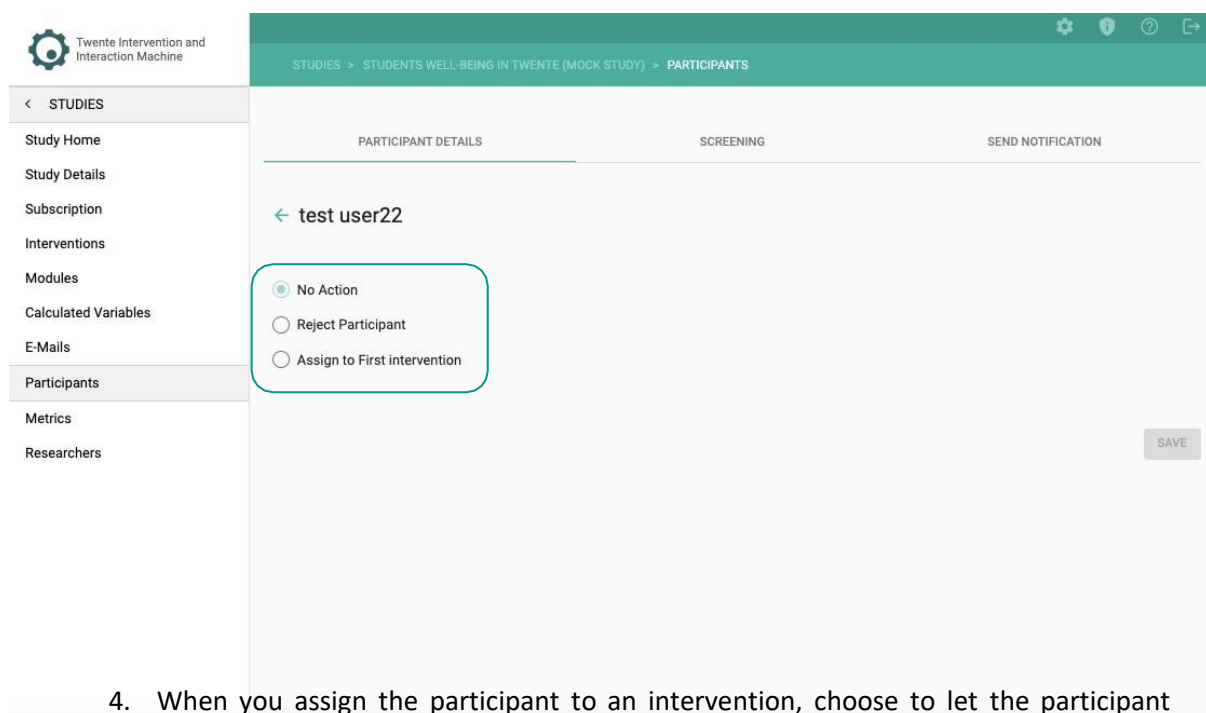 Twente Intervention and
Interaction Machine
STUDIES > STUDENTS WELL-BEING IN TWENTE (MOCK STUDY) > PARTICIPANTS
< STUDIES
Study Home
Study Details
Subscription
Interventions
Modules
Calculated Variables
E-Mails
Participants
Metrics
Researchers
PARTICIPANT DETAILS SCREENING SEND NOTIFICATION
← test user22
No Action
Reject Participant
Assign to First intervention
SAVE
4. When you assign the participant to an intervention, choose to let the participant